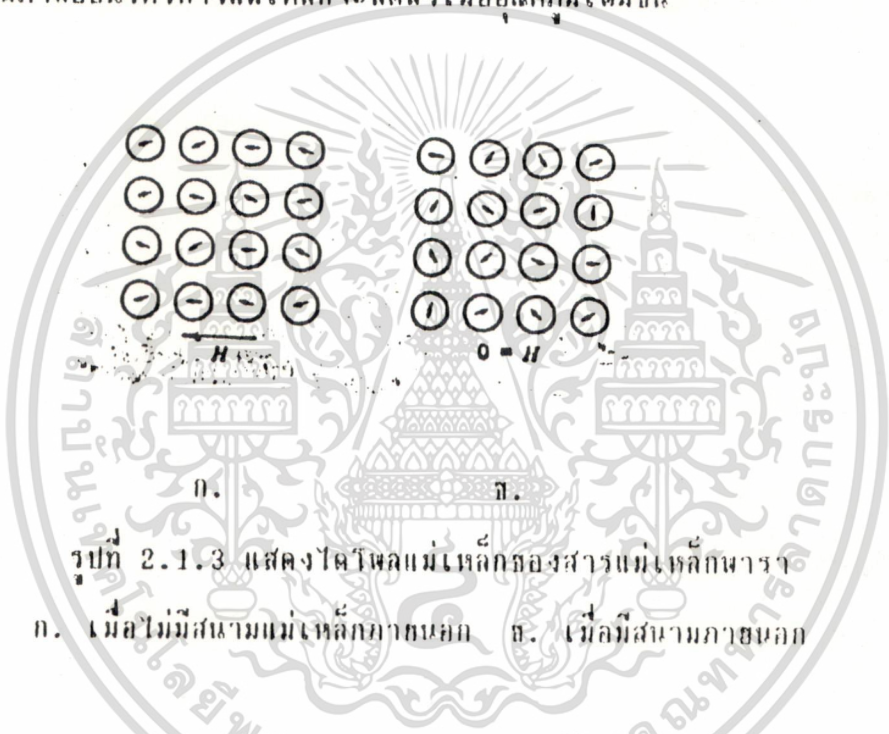 H
0 = H
ก. ข.
รูปที่ 2.1.3 แสดงไดโพลแม่เหล็กของสารแม่เหล็กพารา
ก. เมื่อไม่มีสนามแม่เหล็กภายนอก ข. เมื่อมีสนามภายนอก